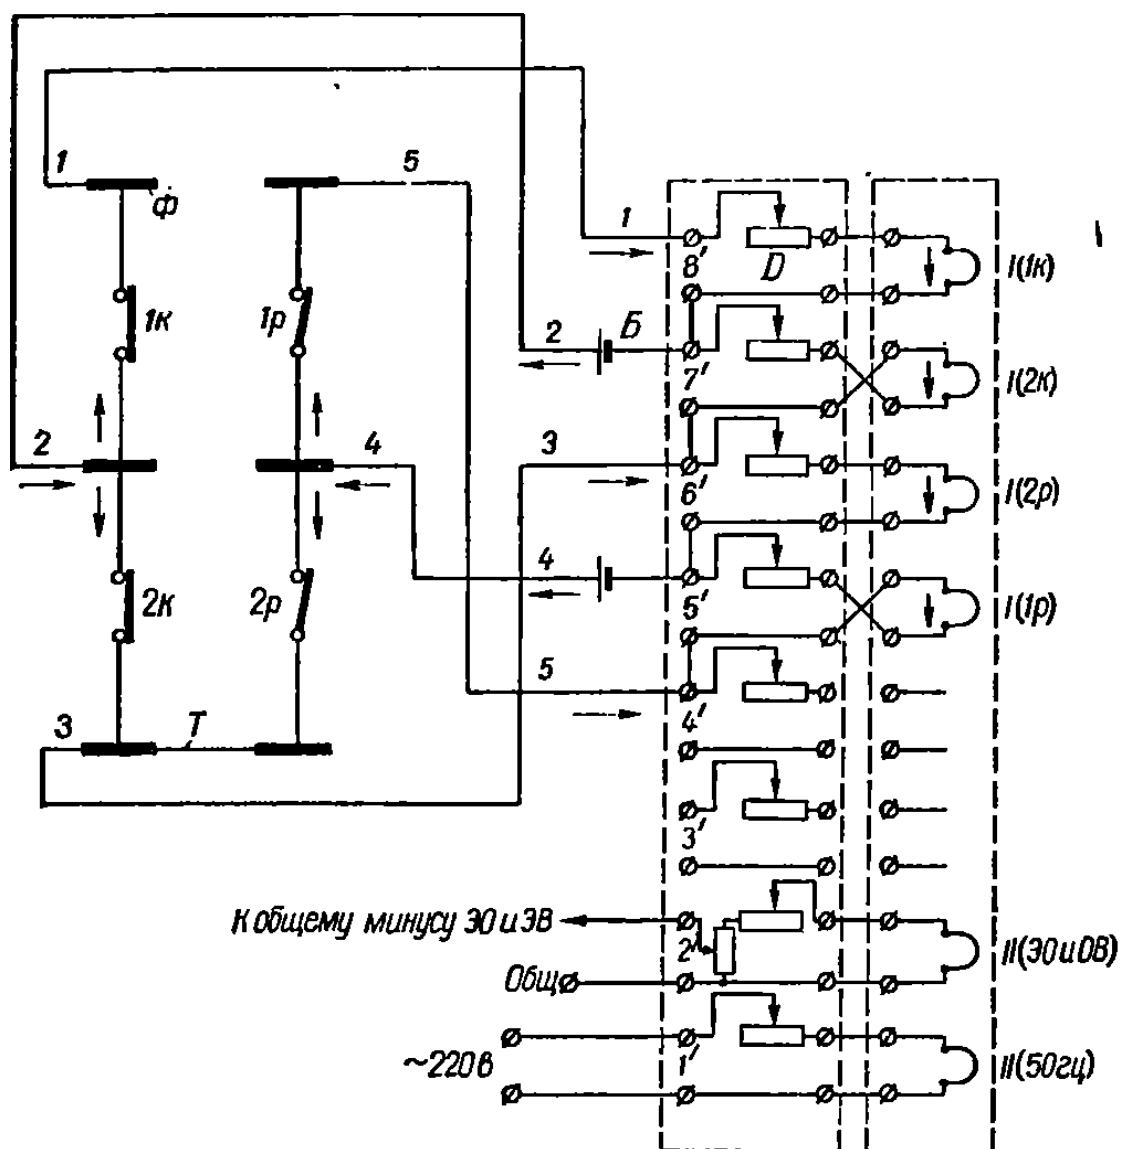 1
5
Ф
1
8′
D
I(1к)
1к
1р
2
Б
7′
I(2к)
2
4
3
6′
I(2р)
4
5′
I(1р)
2к
2р
5
4′
3
Т
3′
К общему минусу ЭО и ЭВ
2′
Общ
II(ЭО и ОВ)
~220в
1′
II(50гц)